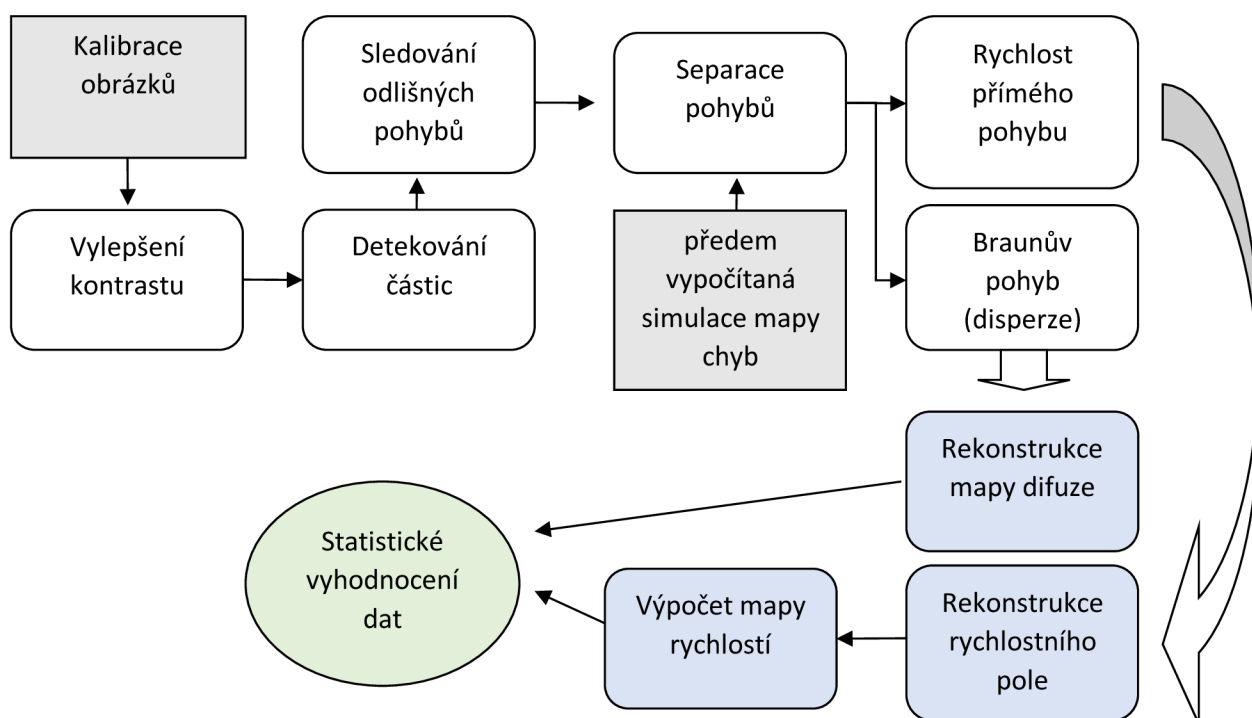 Kalibrace
obrázků
Sledování
odlišných
pohybů
Separace
pohybů
Rychlost
přímého
pohybu
Vylepšení
kontrastu
Detekování
částic
předem
vypočítaná
simulace mapy
chyb
Braunův
pohyb
(disperze)
Rekonstrukce
mapy difuze
Statistické
vyhodnocení
dat
Výpočet mapy
rychlostí
Rekonstrukce
rychlostního
pole